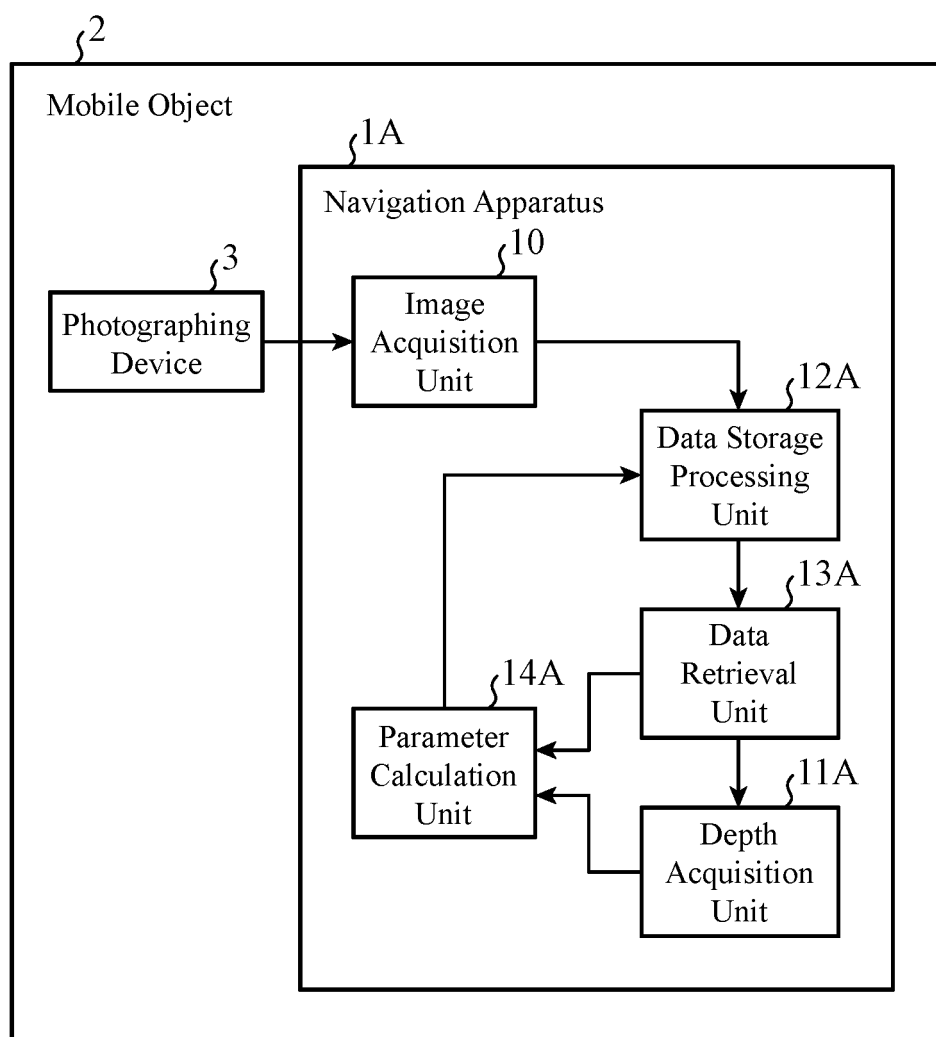 2
Mobile Object
1A
Navigation Apparatus
3
Photographing
Device
10
Image
Acquisition
Unit
12A
Data Storage
Processing
Unit
13A
Data
Retrieval
Unit
14A
Parameter
Calculation
Unit
11A
Depth
Acquisition
Unit